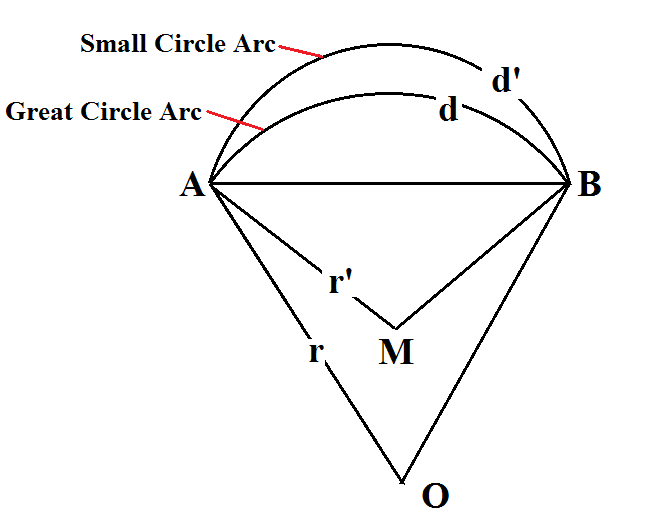 Small Circle Arc
d'
Great Circle Arc
d
A
B
r'
r
M
O